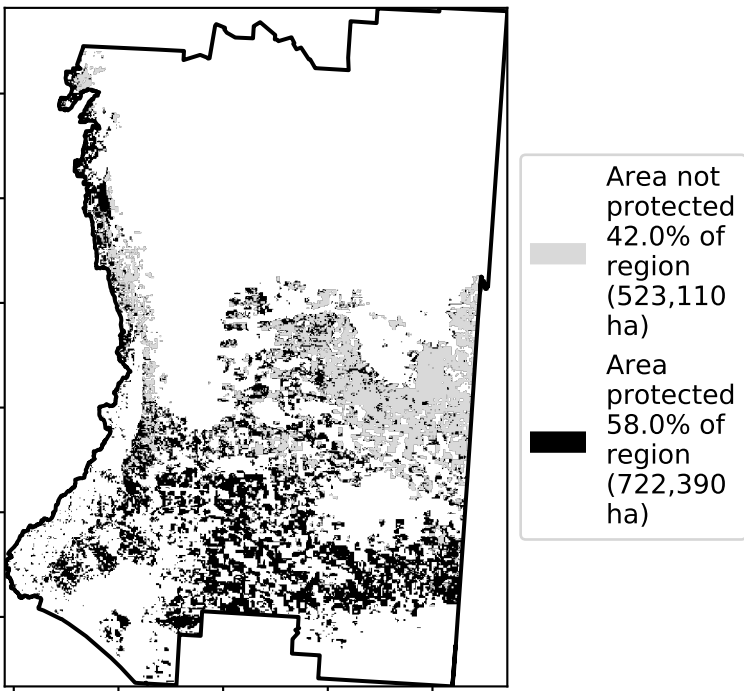 Area not
protected
42.0% of
region
(523,110
ha)
Area
protected
58.0% of
region
(722,390
ha)